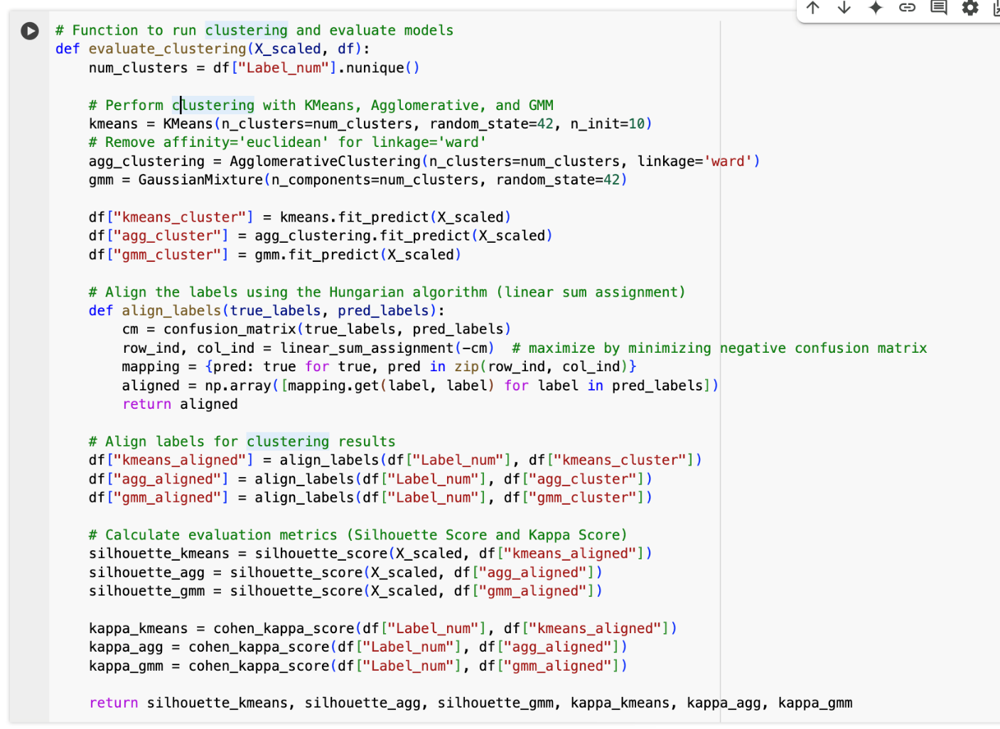 # Function to run clustering and evaluate models
def evaluate_clustering(X_scaled, df):
    num_clusters = df["Label_num"].nunique()

    # Perform clustering with KMeans, Agglomerative, and GMM
    kmeans = KMeans(n_clusters=num_clusters, random_state=42, n_init=10)
    # Remove affinity='euclidean' for linkage='ward'
    agg_clustering = AgglomerativeClustering(n_clusters=num_clusters, linkage='ward')
    gmm = GaussianMixture(n_components=num_clusters, random_state=42)

    df["kmeans_cluster"] = kmeans.fit_predict(X_scaled)
    df["agg_cluster"] = agg_clustering.fit_predict(X_scaled)
    df["gmm_cluster"] = gmm.fit_predict(X_scaled)

    # Align the labels using the Hungarian algorithm (linear sum assignment)
    def align_labels(true_labels, pred_labels):
        cm = confusion_matrix(true_labels, pred_labels)
        row_ind, col_ind = linear_sum_assignment(-cm)  # maximize by minimizing negative confusion matrix
        mapping = {pred: true for true, pred in zip(row_ind, col_ind)}
        aligned = np.array([mapping.get(label, label) for label in pred_labels])
        return aligned

    # Align labels for clustering results
    df["kmeans_aligned"] = align_labels(df["Label_num"], df["kmeans_cluster"])
    df["agg_aligned"] = align_labels(df["Label_num"], df["agg_cluster"])
    df["gmm_aligned"] = align_labels(df["Label_num"], df["gmm_cluster"])

    # Calculate evaluation metrics (Silhouette Score and Kappa Score)
    silhouette_kmeans = silhouette_score(X_scaled, df["kmeans_aligned"])
    silhouette_agg = silhouette_score(X_scaled, df["agg_aligned"])
    silhouette_gmm = silhouette_score(X_scaled, df["gmm_aligned"])

    kappa_kmeans = cohen_kappa_score(df["Label_num"], df["kmeans_aligned"])
    kappa_agg = cohen_kappa_score(df["Label_num"], df["agg_aligned"])
    kappa_gmm = cohen_kappa_score(df["Label_num"], df["gmm_aligned"])

    return silhouette_kmeans, silhouette_agg, silhouette_gmm, kappa_kmeans, kappa_agg, kappa_gmm